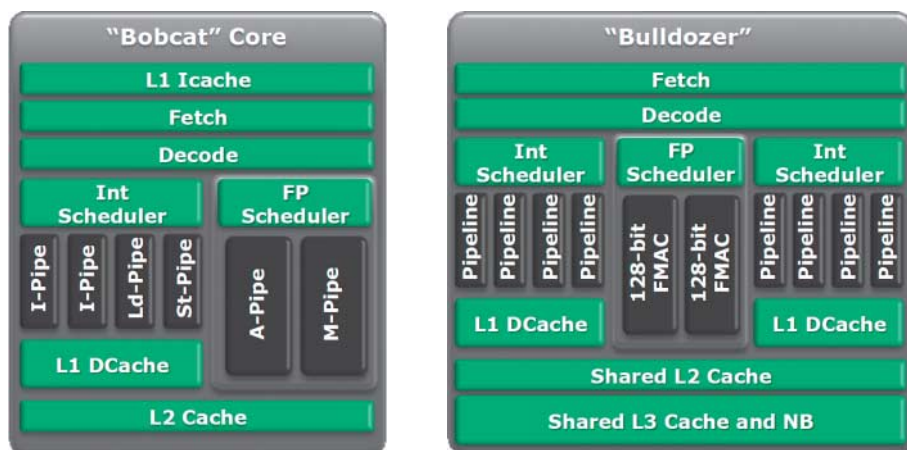 “Bobcat” Core
L1 Icache
Fetch
Decode
Int
Scheduler
FP
Scheduler
I-Pipe
I-Pipe
Ld-Pipe
St-Pipe
A-Pipe
M-Pipe
L1 DCache
L2 Cache
“Bulldozer”
Fetch
Decode
Int
Scheduler
FP
Scheduler
Int
Scheduler
Pipeline
Pipeline
Pipeline
Pipeline
128-bit
FMAC
128-bit
FMAC
Pipeline
Pipeline
Pipeline
Pipeline
L1 DCache
L1 DCache
Shared L2 Cache
Shared L3 Cache and NB